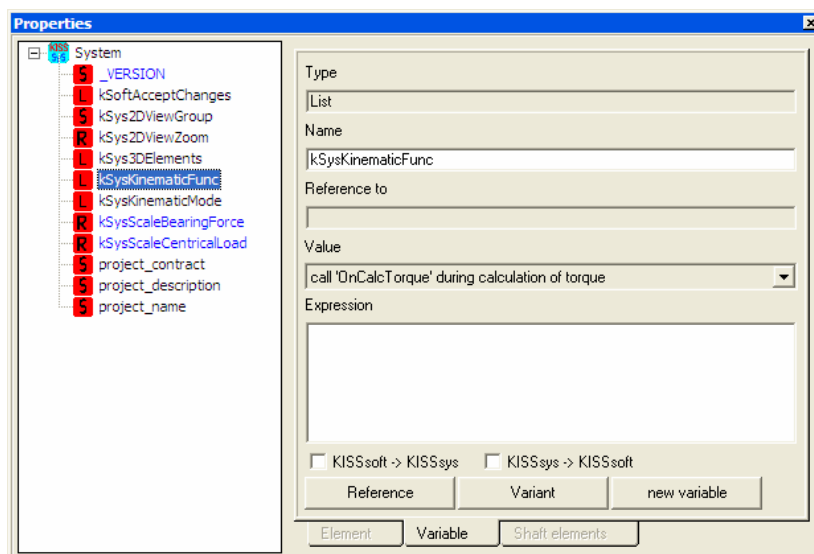 Properties
System
S _VERSION
L kSoftAcceptChanges
S kSys2DViewGroup
R kSys2DViewZoom
L kSys3DElements
L kSysKinematicFunc
L kSysKinematicMode
R kSysScaleBearingForce
R kSysScaleCentricalLoad
S project_contract
S project_description
S project_name
Type
List
Name
kSysKinematicFunc
Reference to
Value
call 'OnCalcTorque' during calculation of torque
Expression
KISSsoft -> KISSsys KISSsys -> KISSsoft
Reference Variant new variable
Element Variable Shaft elements